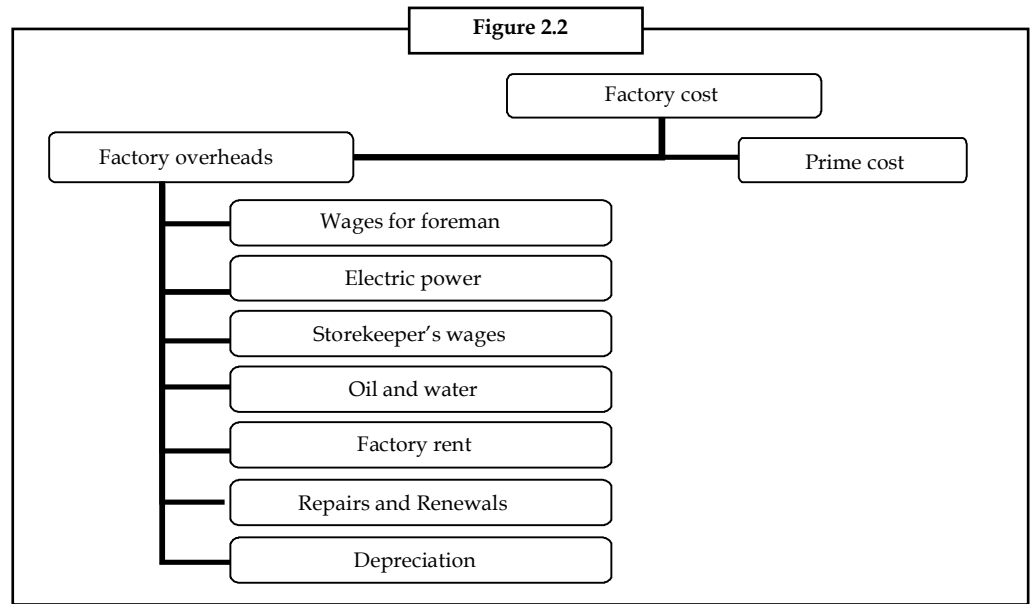 Figure 2.2
Factory cost
Factory overheads
Prime cost
Wages for foreman
Electric power
Storekeeper’s wages
Oil and water
Factory rent
Repairs and Renewals
Depreciation